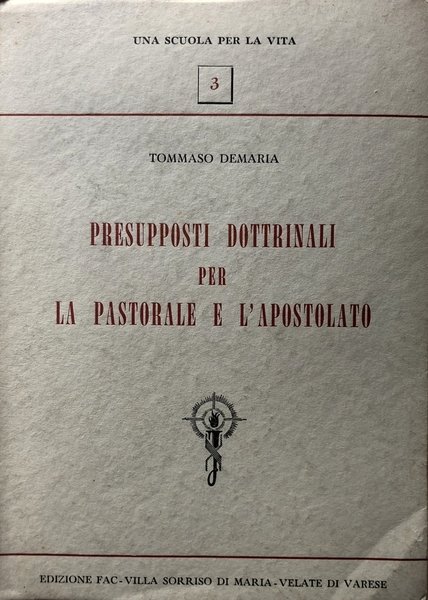 UNA SCUOLA PER LA VITA
3
TOMMASO DEMARIA
PRESUPPOSTI DOTTRINALI
PER
LA PASTORALE E L'APOSTOLATO
EDIZIONE FAC-VILLA SORRISO DI MARIA-VELATE DI VARESE